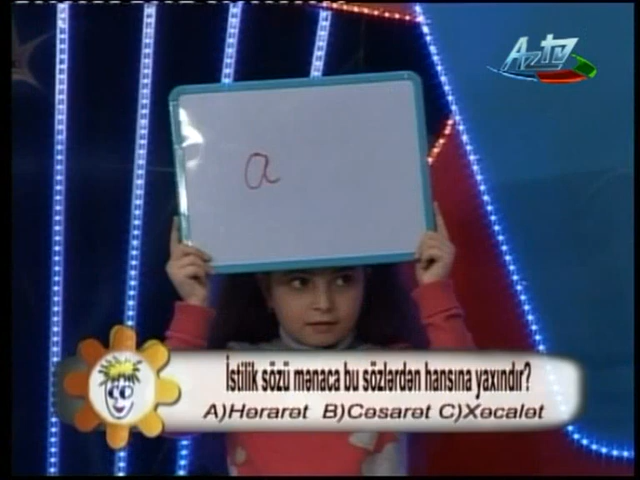 AzTV
a
İstilik sözü mənaca bu sözlərdən hansına yaxındır?
A)Hərarət B)Cəsarət C)Xəcalət